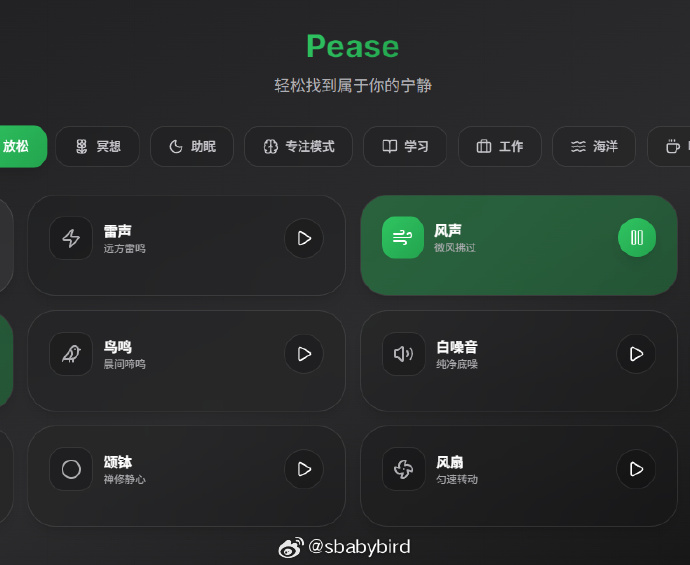 Pease
轻松找到属于你的宁静
放松
冥想
助眠
专注模式
学习
工作
海洋
雷声
远方雷鸣
风声
微风拂过
鸟鸣
晨间啼鸣
白噪音
纯净底噪
颂钵
禅修静心
风扇
匀速转动
@sbabybird